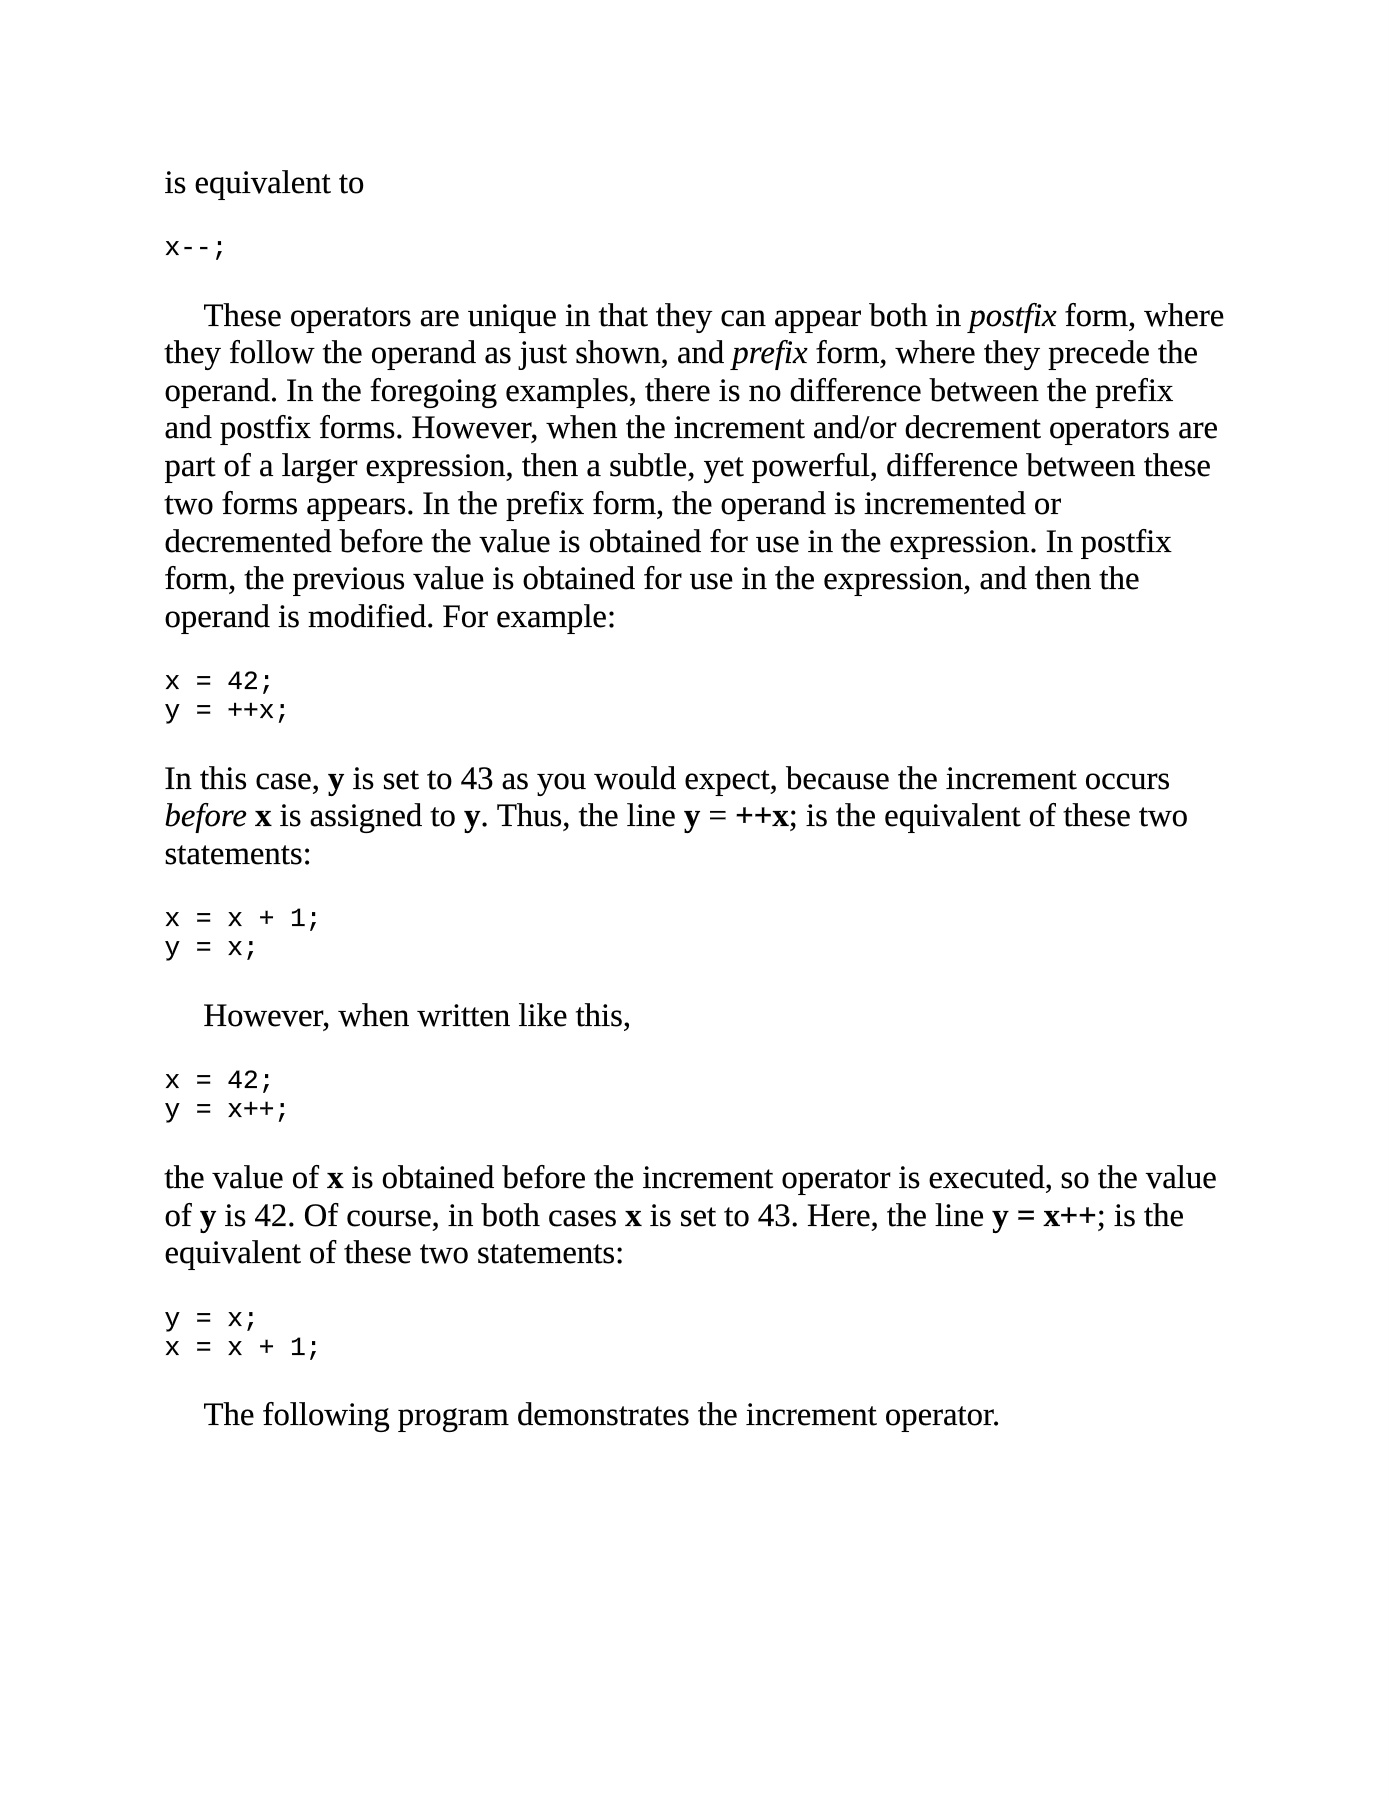 is equivalent to
x--;
These operators are unique in that they can appear both in postfix form, where
they follow the operand as just shown, and prefix form, where they precede the
operand. In the foregoing examples, there is no difference between the prefix
and postfix forms. However, when the increment and/or decrement operators are
part of a larger expression, then a subtle, yet powerful, difference between these
two forms appears. In the prefix form, the operand is incremented or
decremented before the value is obtained for use in the expression. In postfix
form, the previous value is obtained for use in the expression, and then the
operand is modified. For example:
x = 42;
y = ++x;
In this case, y is set to 43 as you would expect, because the increment occurs
before x is assigned to y. Thus, the line y = ++x; is the equivalent of these two
statements:
x = x + 1;
y = x;
However, when written like this,
x = 42;
y = x++;
the value of x is obtained before the increment operator is executed, so the value
of y is 42. Of course, in both cases x is set to 43. Here, the line y = x++; is the
equivalent of these two statements:
y = x;
x = x + 1;
The following program demonstrates the increment operator.